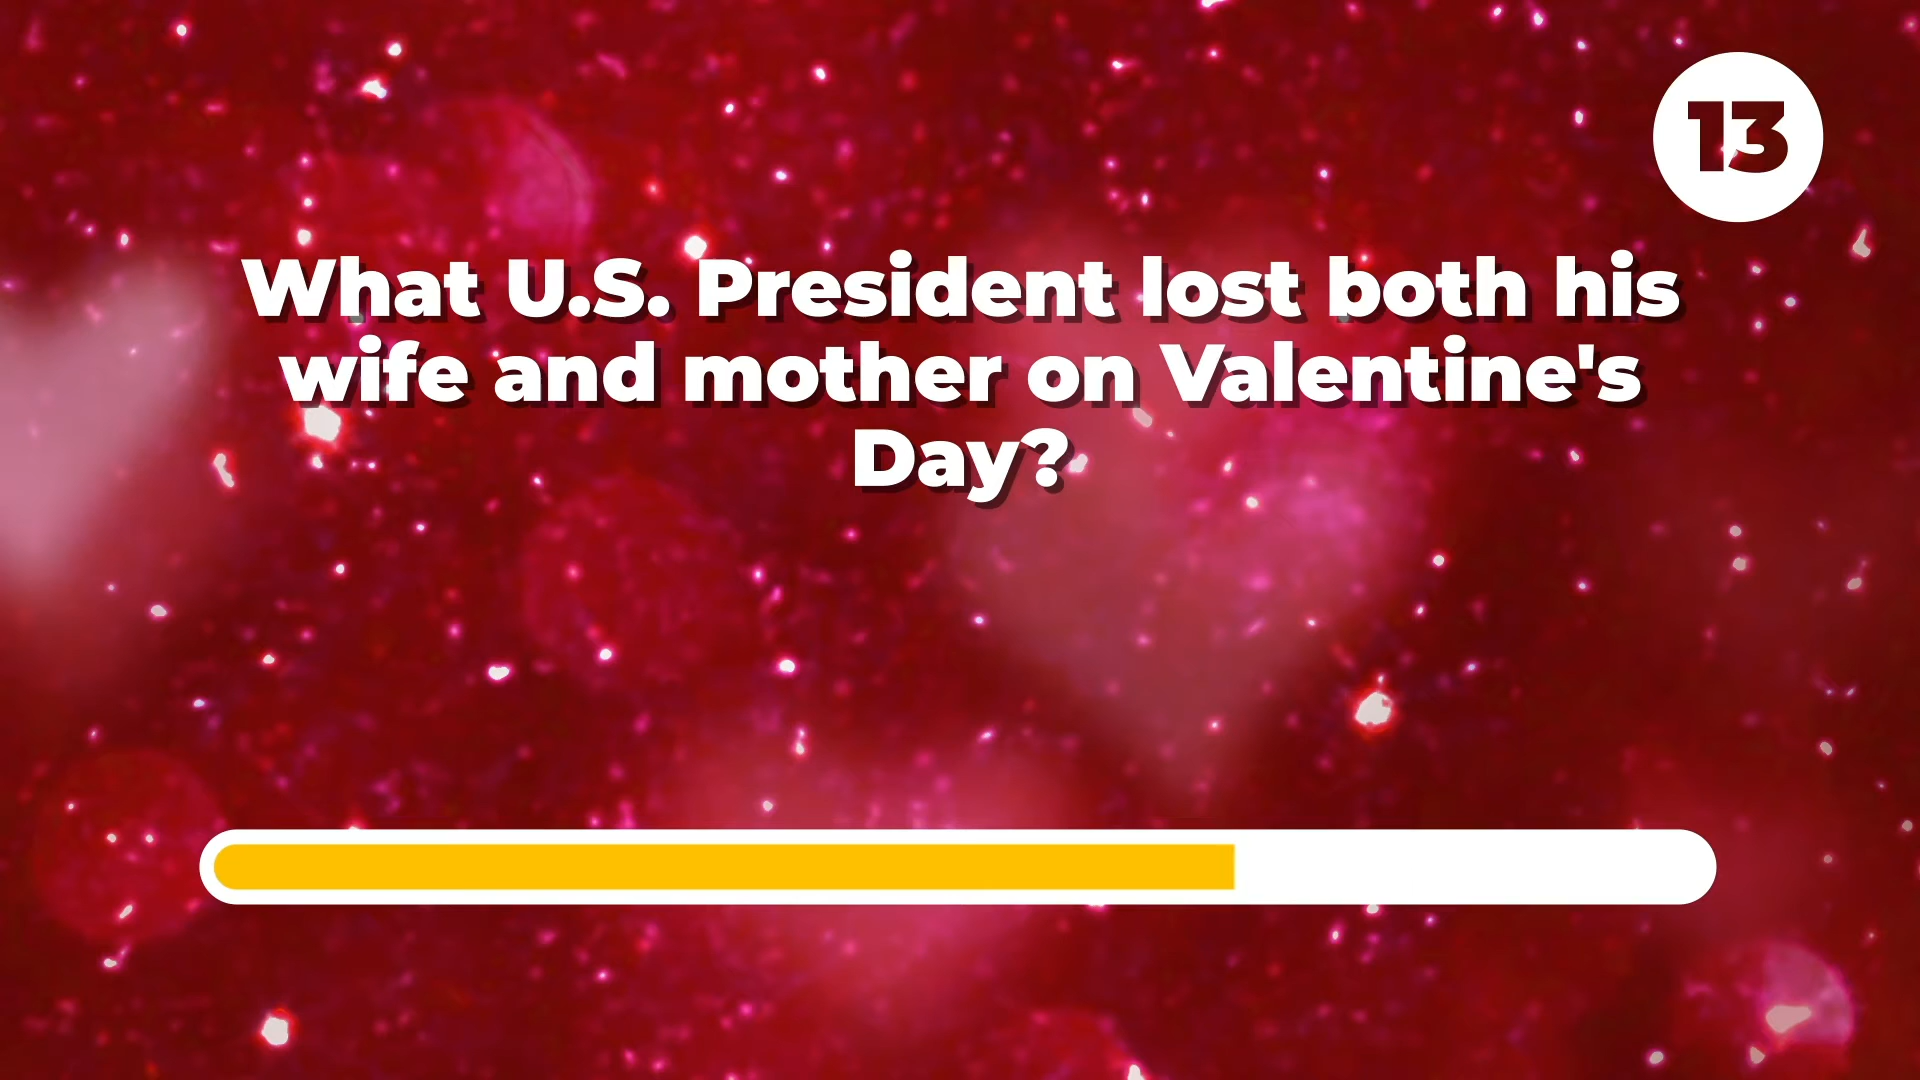 13
What U.S. President lost both his
wife and mother on Valentine's
Day?